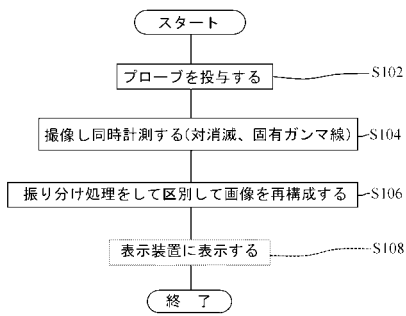 スタート
プローブを投与する
S102
撮像し同時計測する(対消滅、固有ガンマ線)
S104
振り分け処理をして区別して画像を再構成する
S106
表示装置に表示する
S108
終 了